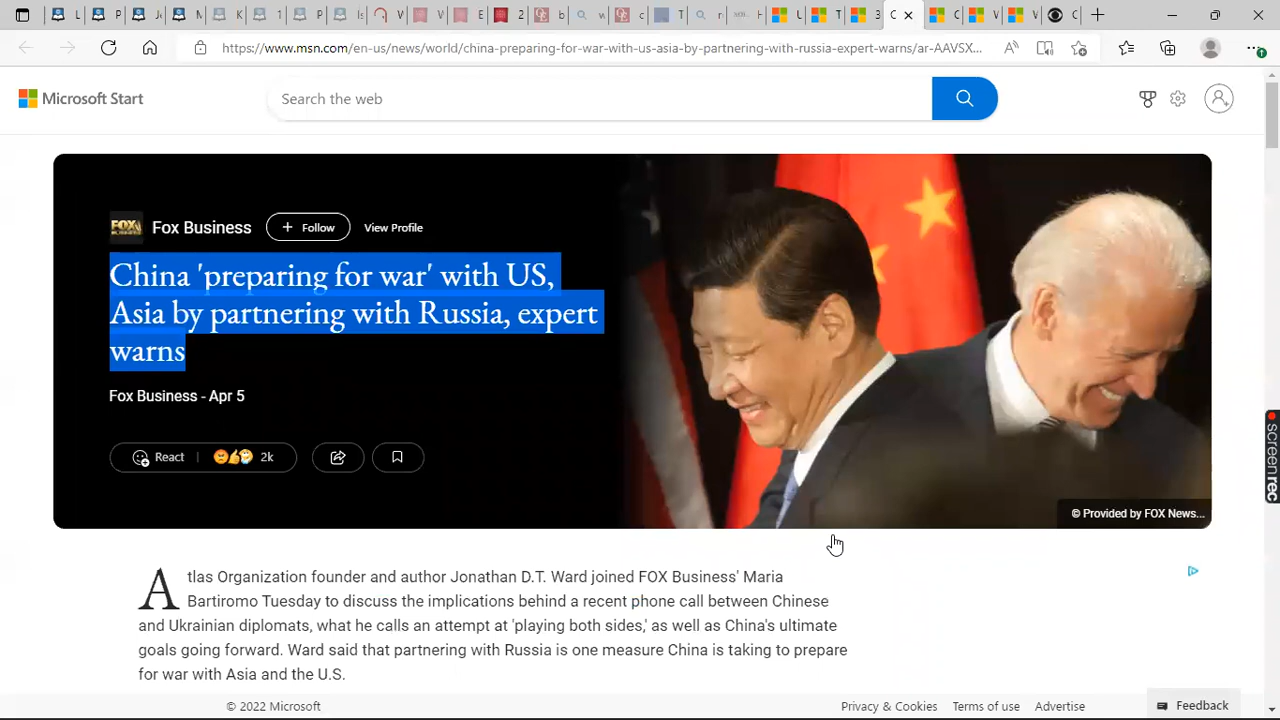 https://www.msn.com/en-us/news/world/china-preparing-for-war-with-us-asia-by-partnering-with-russia-expert-warns/ar-AAVSX...
Microsoft Start
Search the web
FOX
Fox Business
+ Follow
View Profile
China 'preparing for war' with US,
Asia by partnering with Russia, expert
warns
Fox Business - Apr 5
React
2k
© Provided by FOX News...
Atlas Organization founder and author Jonathan D.T. Ward joined FOX Business' Maria
Bartiromo Tuesday to discuss the implications behind a recent phone call between Chinese
and Ukrainian diplomats, what he calls an attempt at 'playing both sides,' as well as China's ultimate
goals going forward. Ward said that partnering with Russia is one measure China is taking to prepare
for war with Asia and the U.S.
screenrec
© 2022 Microsoft
Privacy & Cookies
Terms of use
Advertise
Feedback